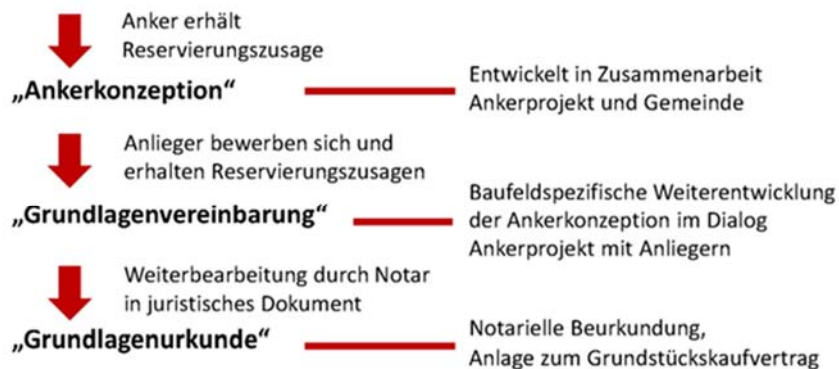 Anker erhält
Reservierungszusage
„Ankerkonzeption“
Entwickelt in Zusammenarbeit
Ankerprojekt und Gemeinde
Anlieger bewerben sich und
erhalten Reservierungszusagen
„Grundlagenvereinbarung“
Baufeldspezifische Weiterentwicklung
der Ankerkonzeption im Dialog
Ankerprojekt mit Anliegern
Weiterbearbeitung durch Notar
in juristisches Dokument
„Grundlagenurkunde“
Notarielle Beurkundung,
Anlage zum Grundstückskaufvertrag